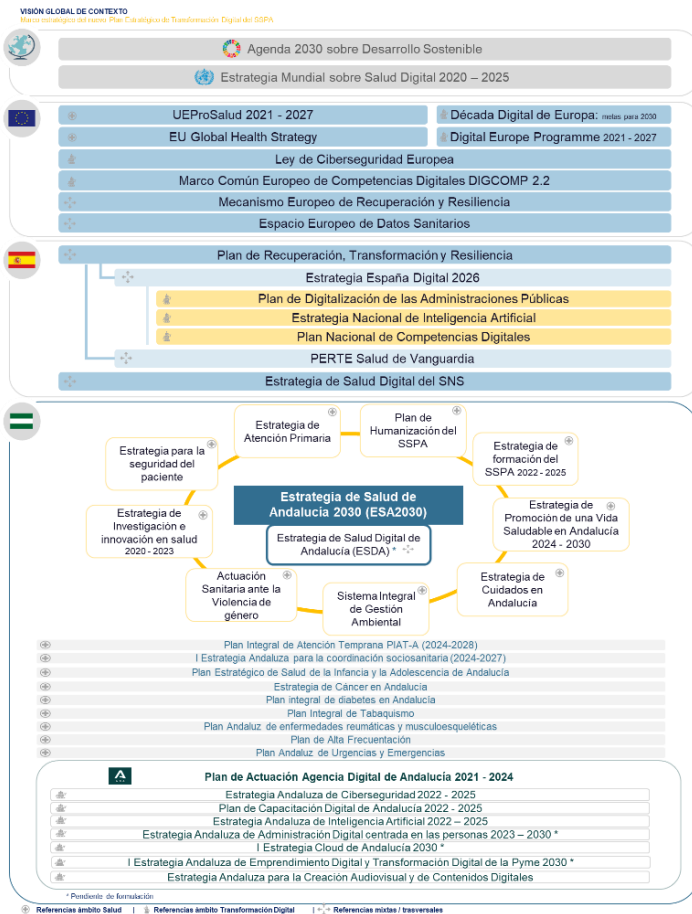 VISIÓN GLOBAL DE CONTEXTO
Marco estratégico del nuevo Plan Estratégico de Transformación Digital del SSPA
Agenda 2030 sobre Desarrollo Sostenible
Estrategia Mundial sobre Salud Digital 2020 – 2025
UEProSalud 2021 - 2027
Década Digital de Europa: metas para 2030
EU Global Health Strategy
Digital Europe Programme 2021 - 2027
Ley de Ciberseguridad Europea
Marco Común Europeo de Competencias Digitales DIGCOMP 2.2
Mecanismo Europeo de Recuperación y Resiliencia
Espacio Europeo de Datos Sanitarios
Plan de Recuperación, Transformación y Resiliencia
Estrategia España Digital 2026
Plan de Digitalización de las Administraciones Públicas
Estrategia Nacional de Inteligencia Artificial
Plan Nacional de Competencias Digitales
PERTE Salud de Vanguardia
Estrategia de Salud Digital del SNS
Estrategia de
Atención Primaria
Plan de
Humanización del
SSPA
Estrategia para la
seguridad del
paciente
Estrategia de
formación del
SSPA 2022 - 2025
Estrategia de Salud de
Andalucia 2030 (ESA2030)
Estrategia de Salud Digital de
Andalucía (ESDA) *
Estrategia de
Investigación e
innovación en salud
2020 - 2023
Estrategia de
Promoción de una Vida
Saludable en Andalucía
2024 - 2030
Actuación
Sanitaria ante la
Violencia de
género
Sistema Integral
de Gestión
Ambiental
Estrategia de
Cuidados en
Andalucía
Plan Integral de Atención Temprana PIAT-A (2024-2028)
I Estrategia Andaluza para la coordinación sociosanitaria (2024-2027)
Plan Estratégico de Salud de la Infancia y la Adolescencia de Andalucía
Estrategia de Cáncer en Andalucia
Plan integral de diabetes en Andalucía
Plan Integral de Tabaquismo
Plan Andaluz de enfermedades reumáticas y musculoesqueléticas
Plan de Alta Frecuentación
Plan Andaluz de Urgencias y Emergencias
Plan de Actuación Agencia Digital de Andalucía 2021 - 2024
Estrategia Andaluza de Ciberseguridad 2022 - 2025
Plan de Capacitación Digital de Andalucía 2022 - 2025
Estrategia Andaluza de Inteligencia Artificial 2022 – 2025
Estrategia Andaluza de Administración Digital centrada en las personas 2023 – 2030 *
I Estrategia Cloud de Andalucía 2030 *
I Estrategia Andaluza de Emprendimiento Digital y Transformación Digital de la Pyme 2030 *
Estrategia Andaluza para la Creación Audiovisual y de Contenidos Digitales
* Pendiente de formulación
Referencias ámbito Salud | Referencias ámbito Transformación Digital | Referencias mixtas / trasversales